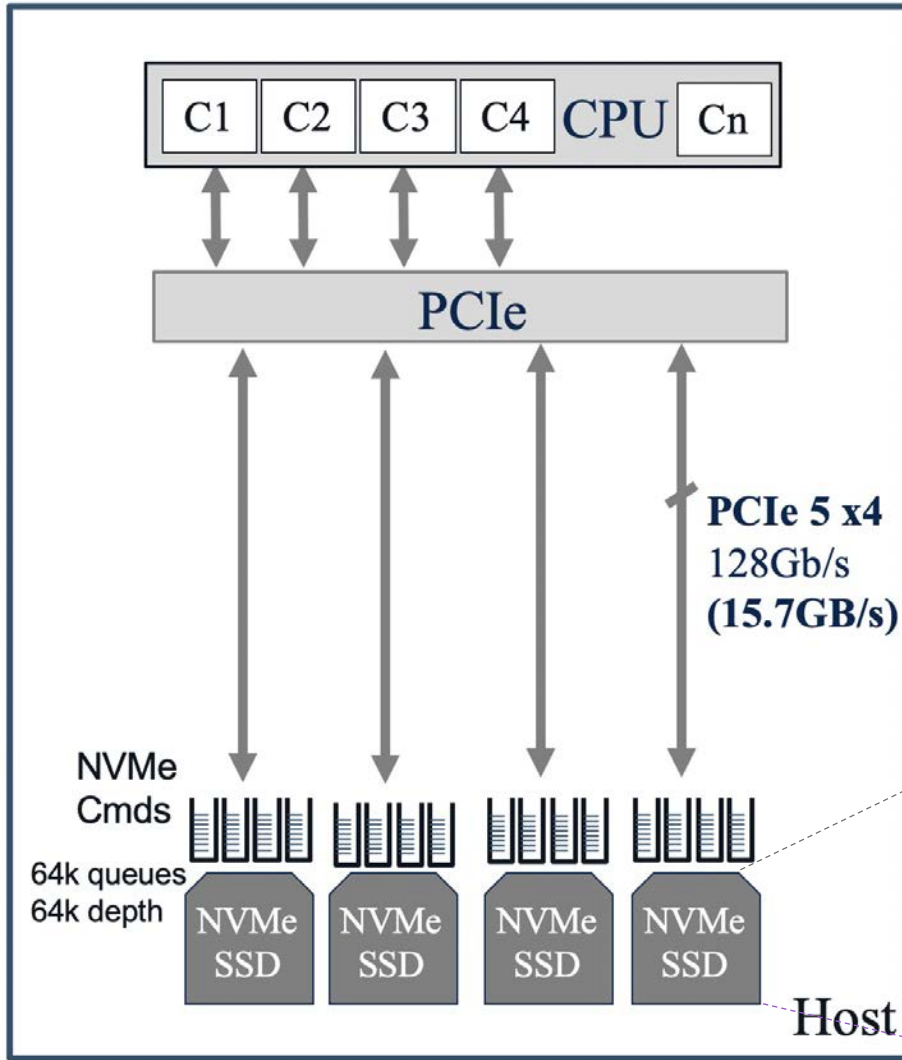 C1 C2 C3 C4 CPU Cn
PCIe
PCIe 5 x4
128Gb/s
(15.7GB/s)
NVMe
Cmds
64k queues
64k depth
NVMe
SSD
NVMe
SSD
NVMe
SSD
NVMe
SSD
Host